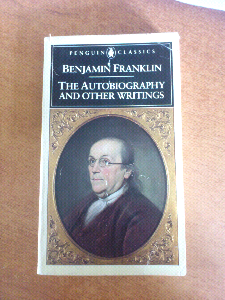 PENGUIN CLASSICS
BENJAMIN FRANKLIN
THE AUTOBIOGRAPHY
AND OTHER WRITINGS